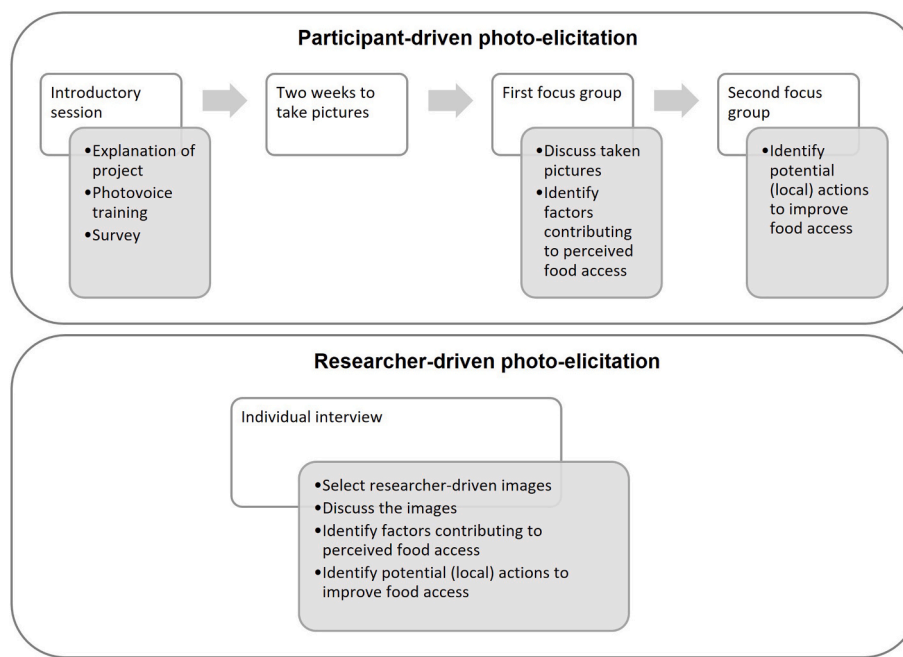 Participant-driven photo-elicitation
Introductory
session
•Explanation of
project
•Photovoice
training
•Survey
Two weeks to
take pictures
First focus group
•Discuss taken
pictures
•Identify
factors
contributing
to perceived
food access
Second focus
group
•Identify
potential
(local) actions
to improve
food access
Researcher-driven photo-elicitation
Individual interview
•Select researcher-driven images
•Discuss the images
•Identify factors contributing to
perceived food access
•Identify potential (local) actions to
improve food access